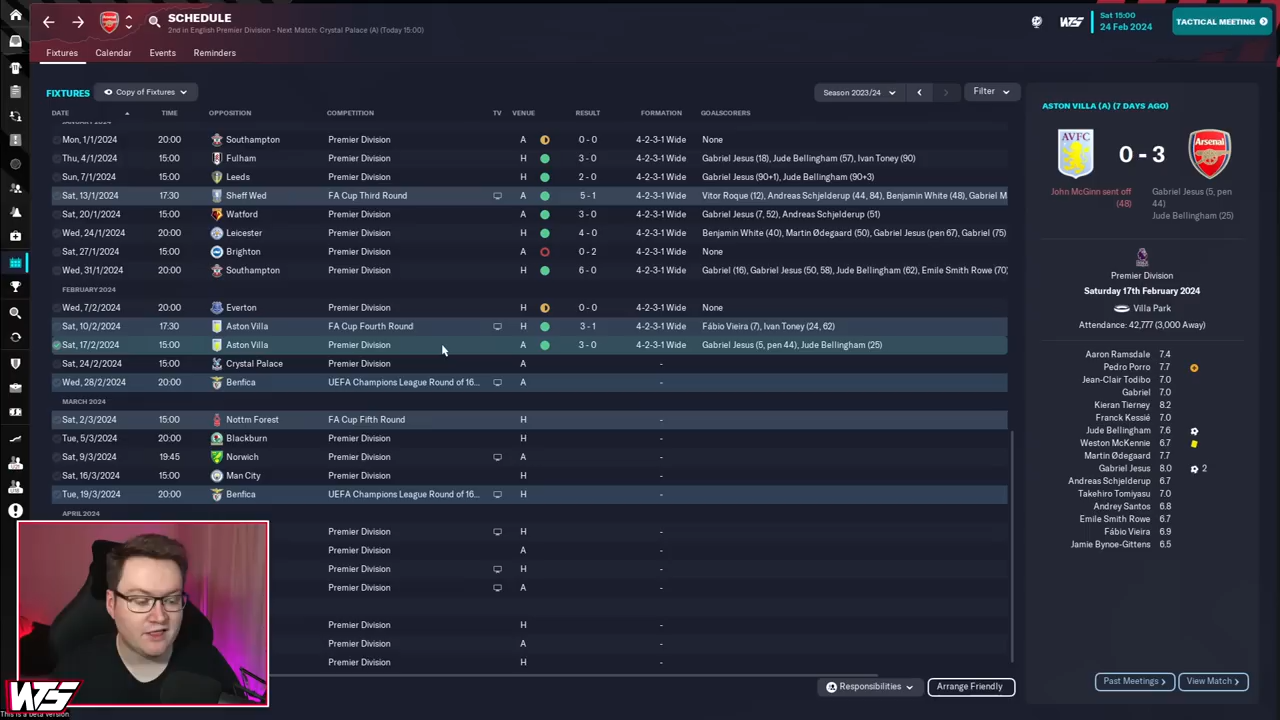 SCHEDULE
2nd in English Premier Division - Next Match: Crystal Palace (A) (Today 15:00)
WTS
Sat 15:00
24 Feb 2024
TACTICAL MEETING
Fixtures Calendar Events Reminders
FIXTURES Copy of Fixtures Season 2023/24 Filter
DATE TIME OPPOSITION COMPETITION TV VENUE RESULT FORMATION GOALSCORERS
Mon, 1/1/2024 20:00 Southampton Premier Division A 0 - 0 4-2-3-1 Wide None
Thu, 4/1/2024 15:00 Fulham Premier Division H 3 - 0 4-2-3-1 Wide Gabriel Jesus (18), Jude Bellingham (57), Ivan Toney (90)
Sun, 7/1/2024 15:00 Leeds Premier Division H 2 - 0 4-2-3-1 Wide Gabriel Jesus (90+1), Jude Bellingham (90+3)
Sat, 13/1/2024 17:30 Sheff Wed FA Cup Third Round A 5 - 1 4-2-3-1 Wide Vitor Roque (12), Andreas Schjelderup (44, 84), Benjamin White (48), Gabriel M
Sat, 20/1/2024 15:00 Watford Premier Division A 3 - 0 4-2-3-1 Wide Gabriel Jesus (7, 52), Andreas Schjelderup (51)
Wed, 24/1/2024 20:00 Leicester Premier Division H 4 - 0 4-2-3-1 Wide Benjamin White (40), Martin Ødegaard (50), Gabriel Jesus (pen 67), Gabriel (75)
Sat, 27/1/2024 15:00 Brighton Premier Division A 0 - 2 4-2-3-1 Wide None
Wed, 31/1/2024 20:00 Southampton Premier Division H 6 - 0 4-2-3-1 Wide Gabriel (16), Gabriel Jesus (50, 58), Jude Bellingham (62), Emile Smith Rowe (70)
FEBRUARY 2024
Wed, 7/2/2024 20:00 Everton Premier Division H 0 - 0 4-2-3-1 Wide None
Sat, 10/2/2024 17:30 Aston Villa FA Cup Fourth Round H 3 - 1 4-2-3-1 Wide Fábio Vieira (7), Ivan Toney (24, 62)
Sat, 17/2/2024 15:00 Aston Villa Premier Division A 3 - 0 4-2-3-1 Wide Gabriel Jesus (5, pen 44), Jude Bellingham (25)
Sat, 24/2/2024 15:00 Crystal Palace Premier Division A -
Wed, 28/2/2024 20:00 Benfica UEFA Champions League Round of 16... A -
MARCH 2024
Sat, 2/3/2024 15:00 Nottm Forest FA Cup Fifth Round H -
Tue, 5/3/2024 20:00 Blackburn Premier Division H -
Sat, 9/3/2024 19:45 Norwich Premier Division A -
Sat, 16/3/2024 15:00 Man City Premier Division H -
Tue, 19/3/2024 20:00 Benfica UEFA Champions League Round of 16... H -
APRIL 2024
Premier Division H -
Premier Division A -
Premier Division H -
Premier Division A -
Premier Division H -
Premier Division A -
Premier Division H -
Responsibilities Arrange Friendly
ASTON VILLA (A) (7 DAYS AGO)
AVFC 0 - 3 Arsenal
John McGinn sent off (48)
Gabriel Jesus (5, pen 44)
Jude Bellingham (25)
Premier Division
Saturday 17th February 2024
Villa Park
Attendance: 42,777 (3,000 Away)
Aaron Ramsdale 7.4
Pedro Porro 7.7
Jean-Clair Todibo 7.0
Gabriel 7.0
Kieran Tierney 8.2
Franck Kessié 7.0
Jude Bellingham 7.6
Weston McKennie 6.7
Martin Ødegaard 7.7
Gabriel Jesus 8.0 2
Andreas Schjelderup 6.7
Takehiro Tomiyasu 7.0
Andrey Santos 6.8
Emile Smith Rowe 6.7
Fábio Vieira 6.9
Jamie Bynoe-Gittens 6.5
Past Meetings View Match
WTS
This is a beta version